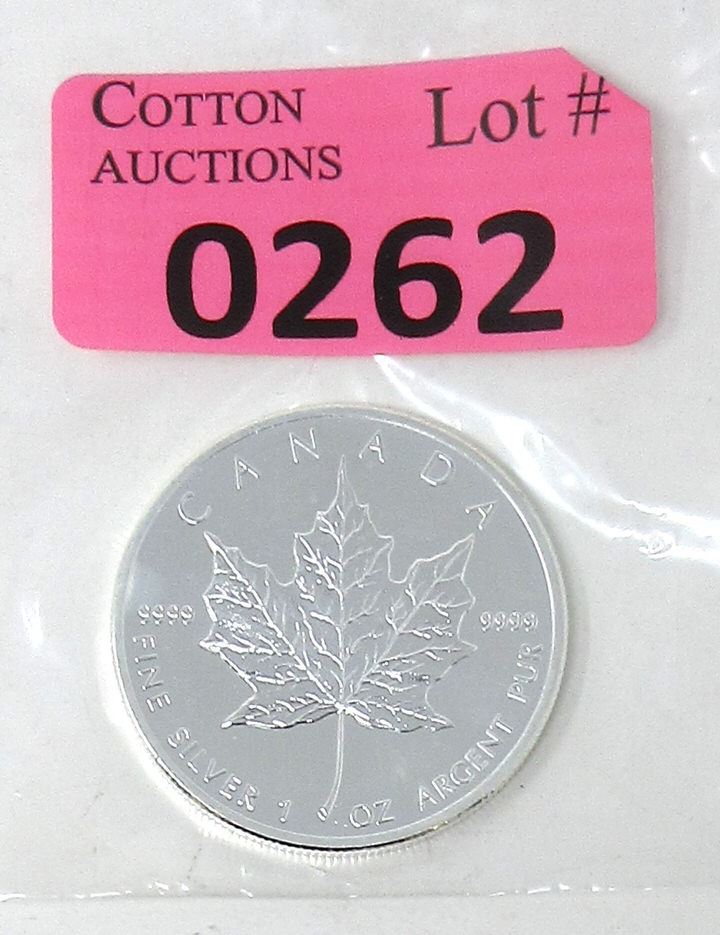 COTTON
AUCTIONS
Lot #
0262
CANADA
9999
9999
FINE SILVER 1 OZ ARGENT PUR